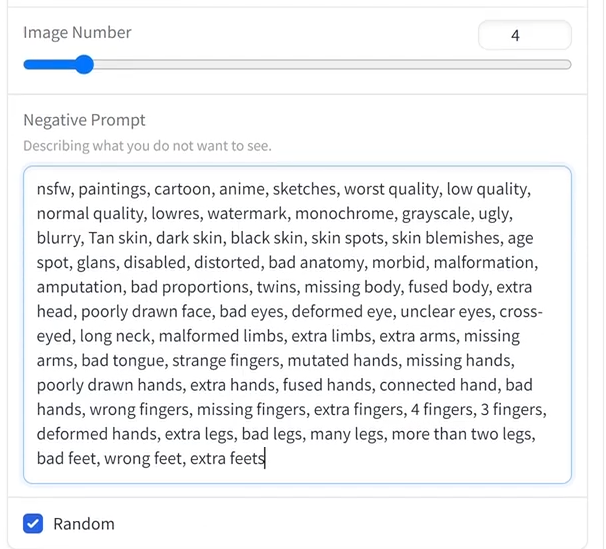 Image Number
4
Negative Prompt
Describing what you do not want to see.
nsfw, paintings, cartoon, anime, sketches, worst quality, low quality,
normal quality, lowres, watermark, monochrome, grayscale, ugly,
blurry, Tan skin, dark skin, black skin, skin spots, skin blemishes, age
spot, glans, disabled, distorted, bad anatomy, morbid, malformation,
amputation, bad proportions, twins, missing body, fused body, extra
head, poorly drawn face, bad eyes, deformed eye, unclear eyes, cross-
eyed, long neck, malformed limbs, extra limbs, extra arms, missing
arms, bad tongue, strange fingers, mutated hands, missing hands,
poorly drawn hands, extra hands, fused hands, connected hand, bad
hands, wrong fingers, missing fingers, extra fingers, 4 fingers, 3 fingers,
deformed hands, extra legs, bad legs, many legs, more than two legs,
bad feet, wrong feet, extra feets
Random